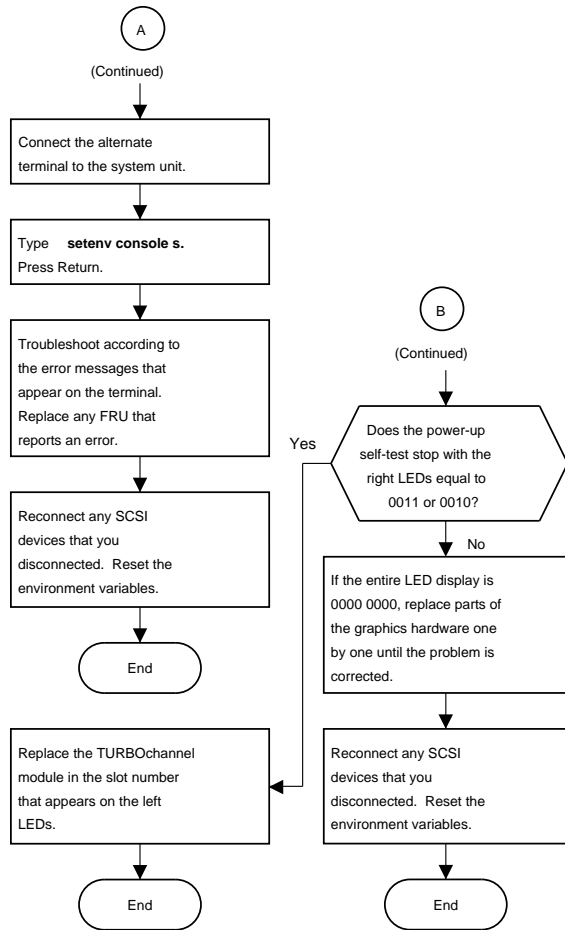 A
(Continued)
Connect the alternate
terminal to the system unit.
Type setenv console s.
Press Return.
Troubleshoot according to
the error messages that
appear on the terminal.
Replace any FRU that
reports an error.
Reconnect any SCSI
devices that you
disconnected. Reset the
environment variables.
End
B
(Continued)
Does the power-up
self-test stop with the
right LEDs equal to
0011 or 0010?
Yes
No
If the entire LED display is
0000 0000, replace parts of
the graphics hardware one
by one until the problem is
corrected.
Replace the TURBOchannel
module in the slot number
that appears on the left
LEDs.
End
Reconnect any SCSI
devices that you
disconnected. Reset the
environment variables.
End